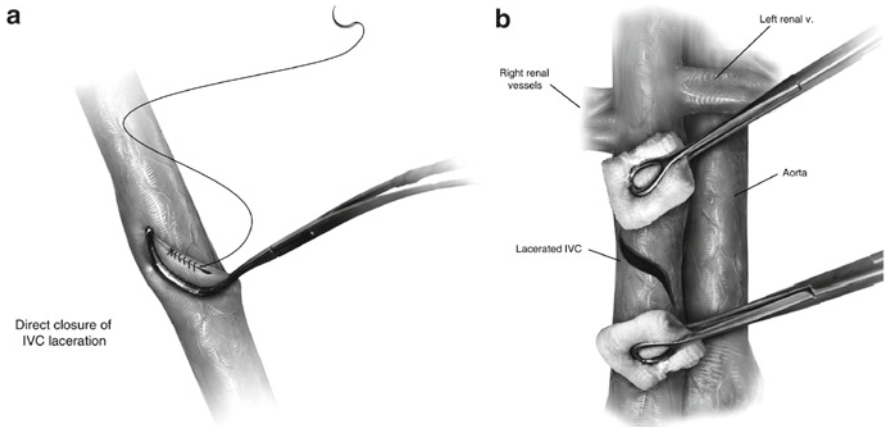 a
Direct closure of
IVC laceration
b
Left renal v.
Right renal
vessels
Aorta
Lacerated IVC